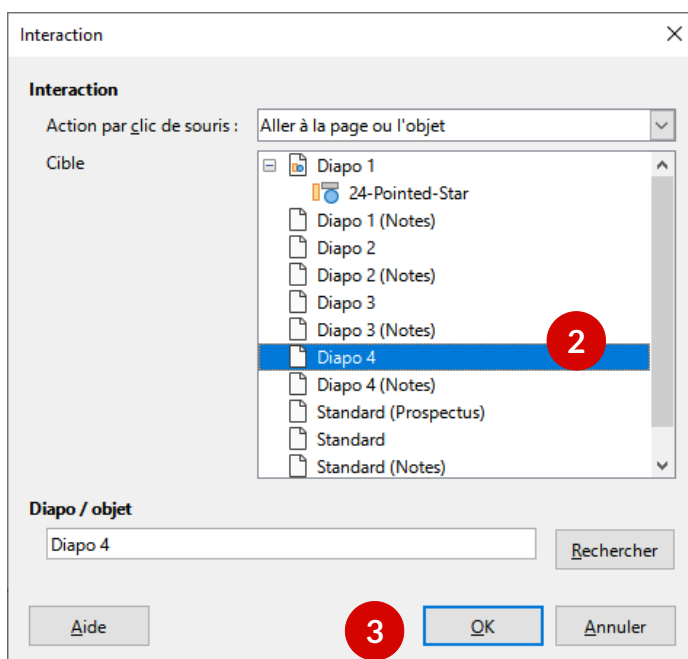 Interaction
Interaction
Action par clic de souris : Aller à la page ou l'objet
Cible
Diapo 1
24-Pointed-Star
Diapo 1 (Notes)
Diapo 2
Diapo 2 (Notes)
Diapo 3
Diapo 3 (Notes)
2
Diapo 4
Diapo 4 (Notes)
Standard (Prospectus)
Standard
Standard (Notes)
Diapo / objet
Diapo 4
Rechercher
Aide
3
OK
Annuler